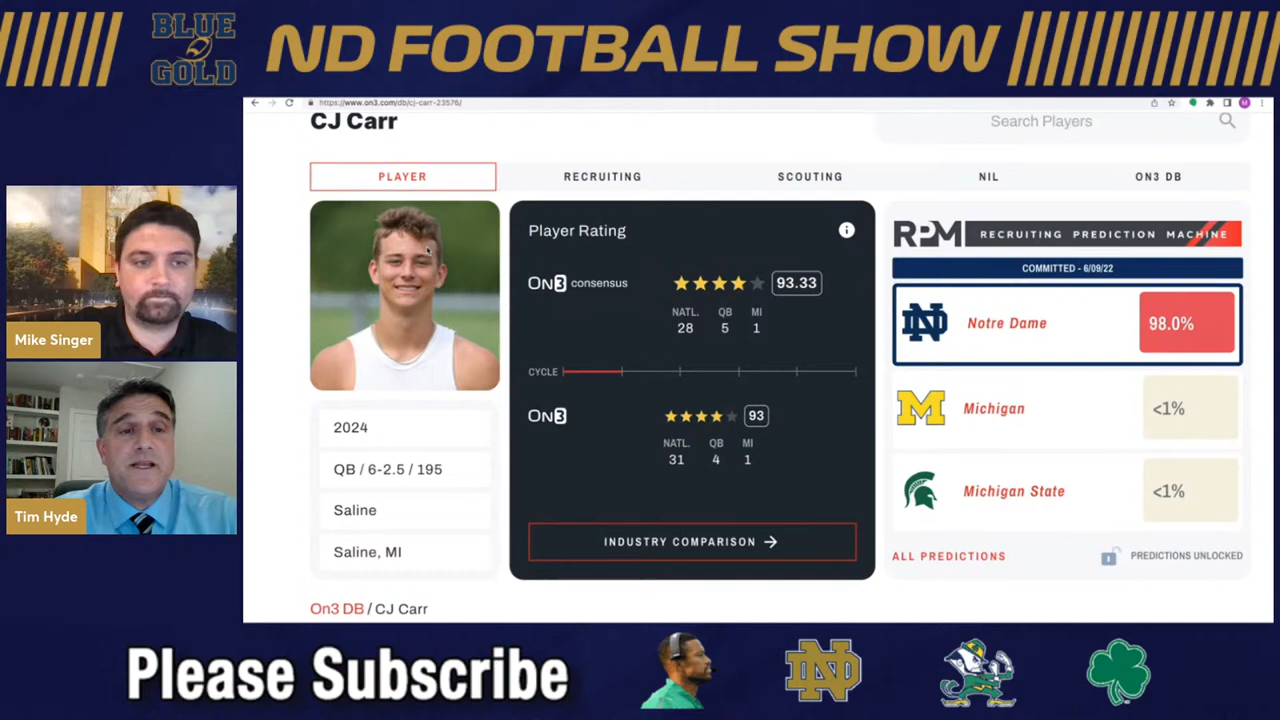 BLUE
GOLD
ND FOOTBALL SHOW
https://www.on3.com/db/cj-carr-23576/
CJ Carr
Search Players
PLAYER
RECRUITING
SCOUTING
NIL
ON3 DB
2024
QB / 6-2.5 / 195
Saline
Saline, MI
Player Rating
On3 consensus
93.33
NATL. QB MI
28 5 1
CYCLE
On3
93
NATL. QB MI
31 4 1
INDUSTRY COMPARISON
RPM RECRUITING PREDICTION MACHINE
COMMITTED - 6/09/22
Notre Dame 98.0%
Michigan <1%
Michigan State <1%
ALL PREDICTIONS
PREDICTIONS UNLOCKED
On3 DB / CJ Carr
Mike Singer
Tim Hyde
Please Subscribe
ND